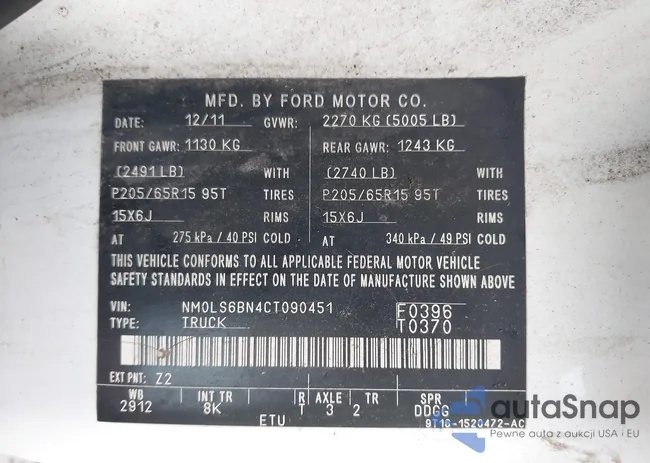 MFD. BY FORD MOTOR CO.
DATE: 12/11 GVWR: 2270 KG (5005 LB)
FRONT GAWR: 1130 KG REAR GAWR: 1243 KG
(2491 LB) WITH (2740 LB) WITH
P205/65R15 95T TIRES P205/65R15 95T TIRES
15X6J RIMS 15X6J RIMS
AT 275 kPa / 40 PSI COLD AT 340 kPa / 49 PSI COLD
THIS VEHICLE CONFORMS TO ALL APPLICABLE FEDERAL MOTOR VEHICLE
SAFETY STANDARDS IN EFFECT ON THE DATE OF MANUFACTURE SHOWN ABOVE
VIN: NM0LS6BN4CT090451 F0396
TYPE: TRUCK T0370
EXT PNT: Z2
WB INT TR R AXLE TR SPR
2912 8K T 3 2 DDGG
ETU 9T1G-1520472-AC
autoSnap
Pewne auta z aukcji USA i EU